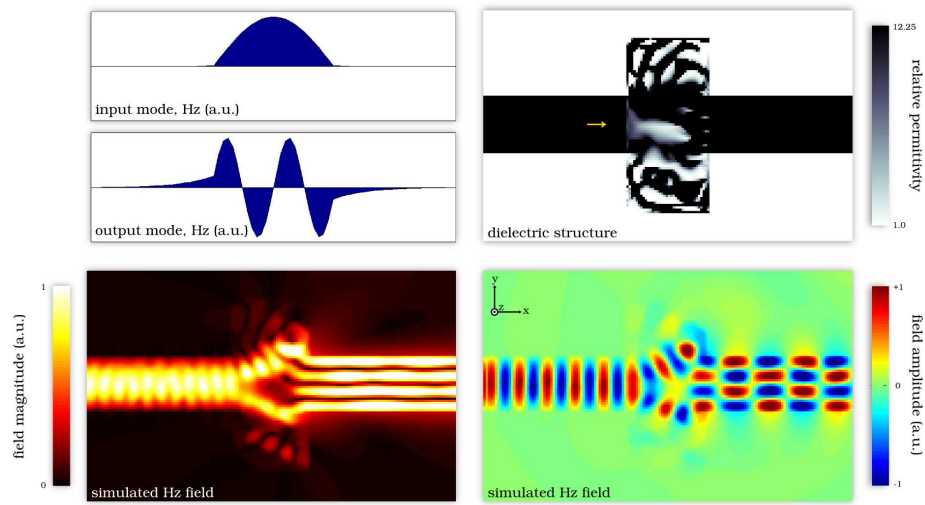 input mode, Hz (a.u.)
output mode, Hz (a.u.)
dielectric structure
12.25
1.0
relative permittivity
field magnitude (a.u.)
1
0
simulated Hz field
y
z
x
simulated Hz field
+1
0
-1
field amplitude (a.u.)